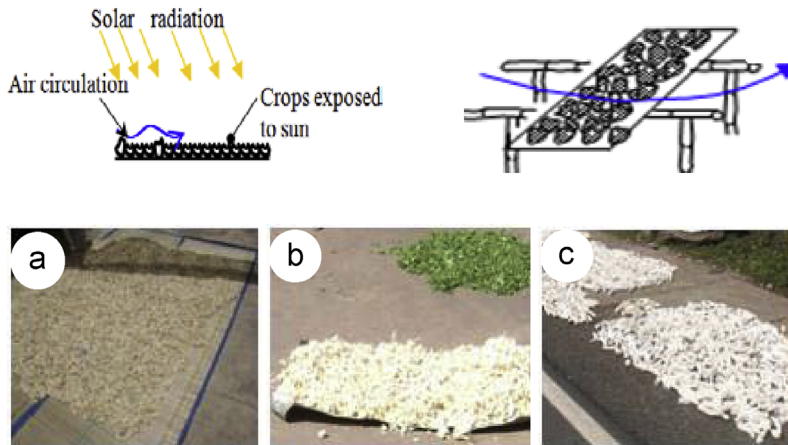 Solar radiation
Air circulation
Crops exposed
to sun
a
b
c